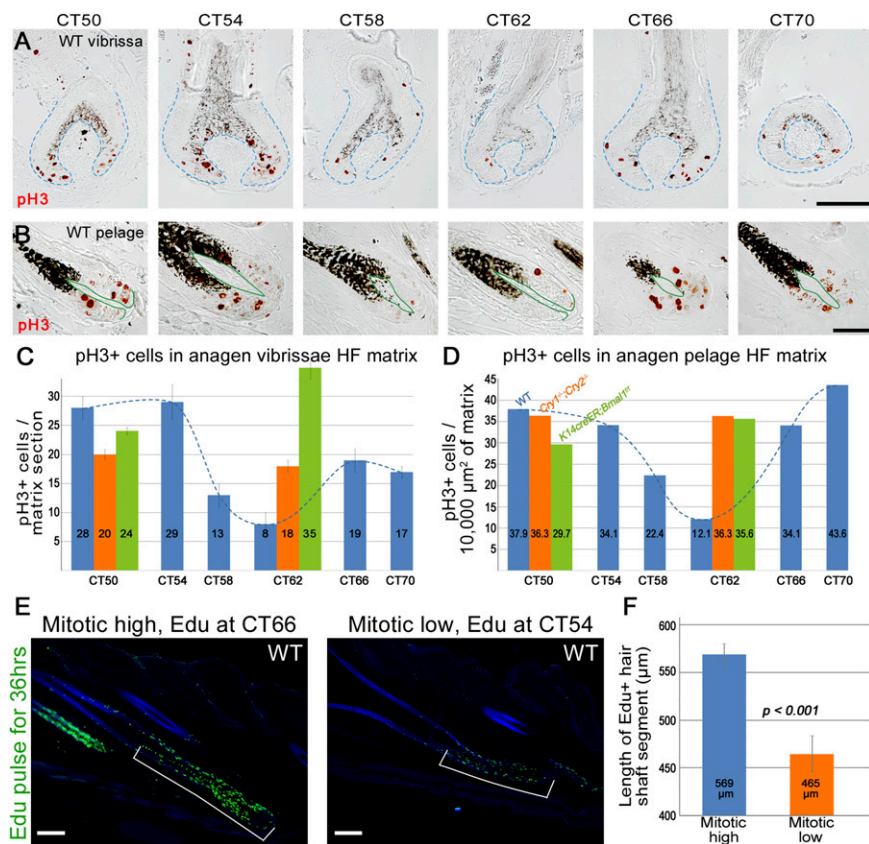 CT50 CT54 CT58 CT62 CT66 CT70
A WT vibrissa
pH3
B WT pelage
pH3
C pH3+ cells in anagen vibrissae HF matrix
pH3+ cells /
matrix section
30
25
20
15
10
5
28 20 24 29 13 8 18 35 19 17
CT50 CT54 CT58 CT62 CT66 CT70
D pH3+ cells in anagen pelage HF matrix
pH3+ cells /
10,000 µm² of matrix
45
40
35
30
25
20
15
10
5
WT
Cry1-/-;Cry2-/-
K14creER;Bmal1f/f
37.9 36.3 29.7 34.1 22.4 12.1 36.3 35.6 34.1 43.6
CT50 CT54 CT58 CT62 CT66 CT70
E Mitotic high, Edu at CT66 Mitotic low, Edu at CT54
Edu pulse for 36hrs
WT WT
F
Length of Edu+ hair
shaft segment (µm)
600
550
500
450
400
p < 0.001
569
µm
465
µm
Mitotic
high
Mitotic
low